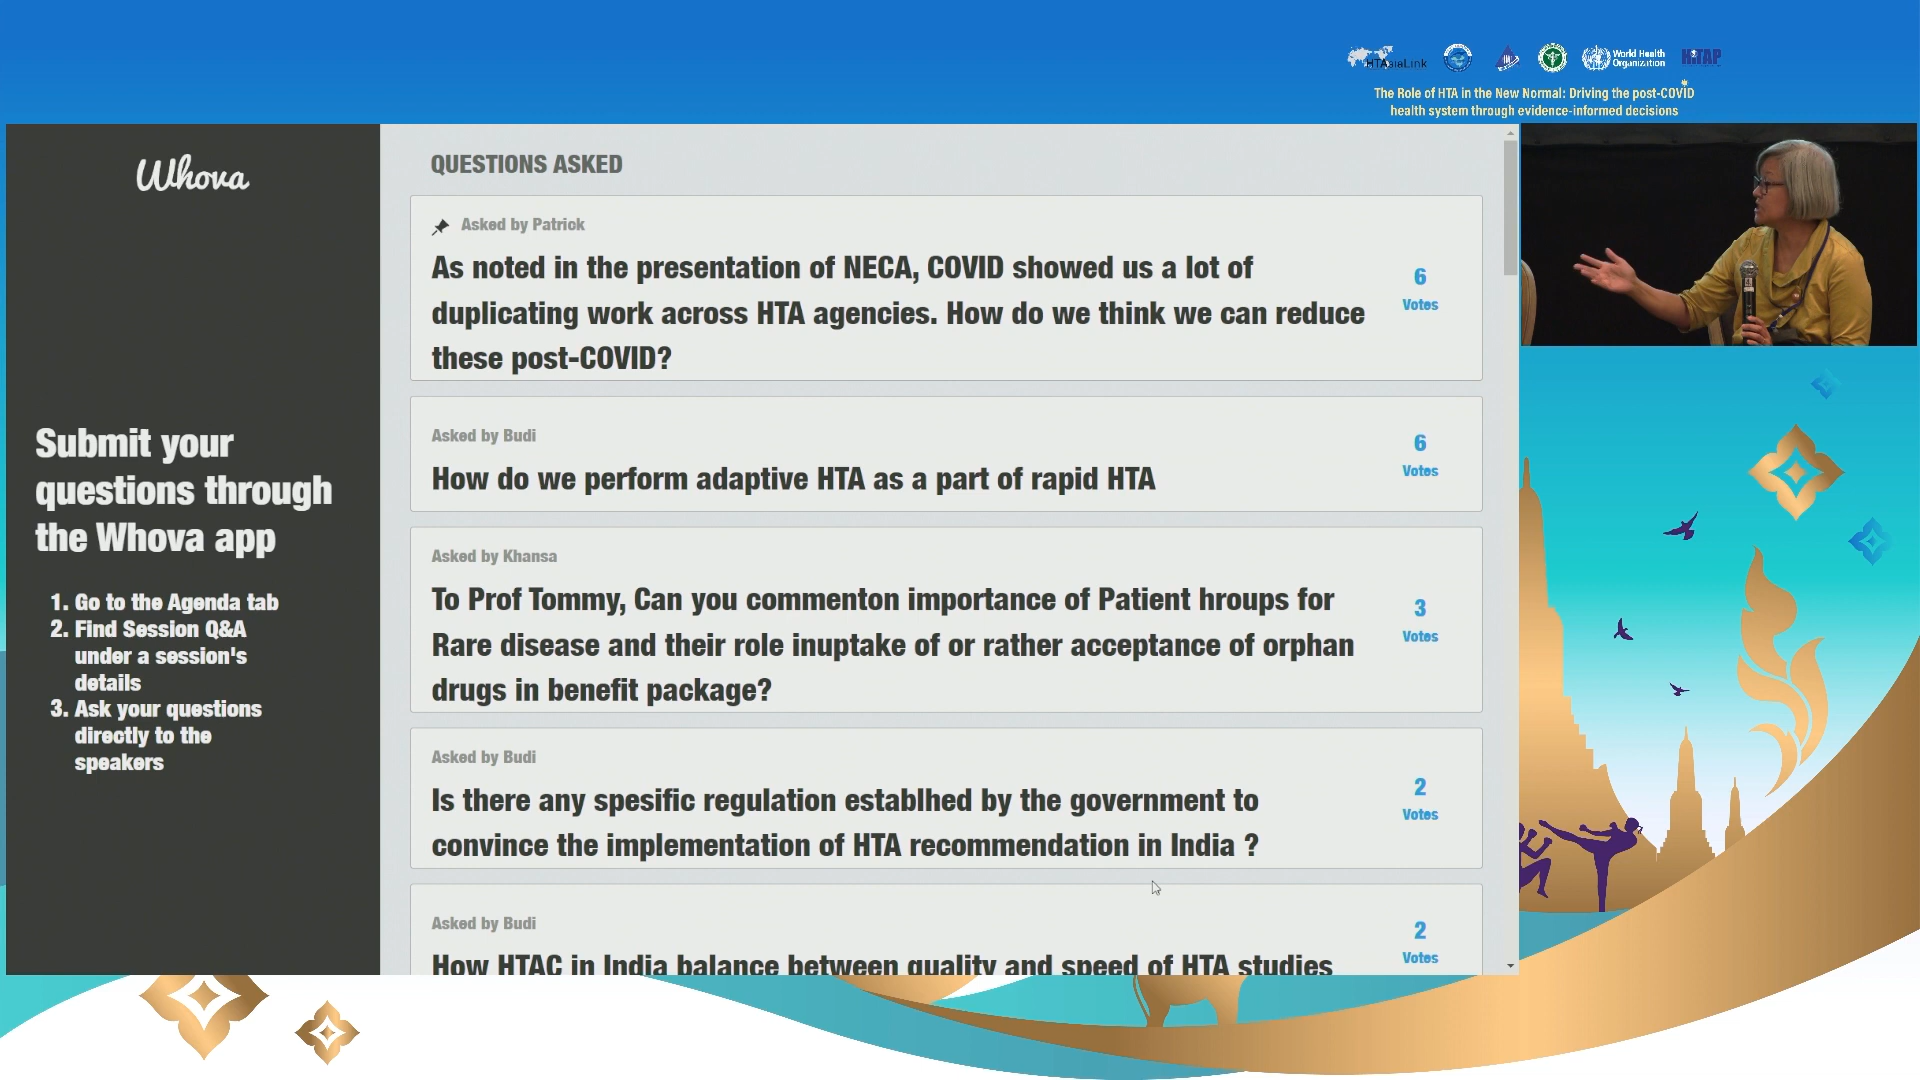 HTAsiaLink
World Health
Organization
HITAP
The Role of HTA in the New Normal: Driving the post-COVID
health system through evidence-informed decisions
Whova
Submit your
questions through
the Whova app
1. Go to the Agenda tab
2. Find Session Q&A
under a session's
details
3. Ask your questions
directly to the
speakers
QUESTIONS ASKED
Asked by Patrick
As noted in the presentation of NECA, COVID showed us a lot of
duplicating work across HTA agencies. How do we think we can reduce
these post-COVID?
6
Votes
Asked by Budi
How do we perform adaptive HTA as a part of rapid HTA
6
Votes
Asked by Khansa
To Prof Tommy, Can you commenton importance of Patient hroups for
Rare disease and their role inuptake of or rather acceptance of orphan
drugs in benefit package?
3
Votes
Asked by Budi
Is there any spesific regulation establhed by the government to
convince the implementation of HTA recommendation in India ?
2
Votes
Asked by Budi
How HTAC in India balance between quality and speed of HTA studies
2
Votes